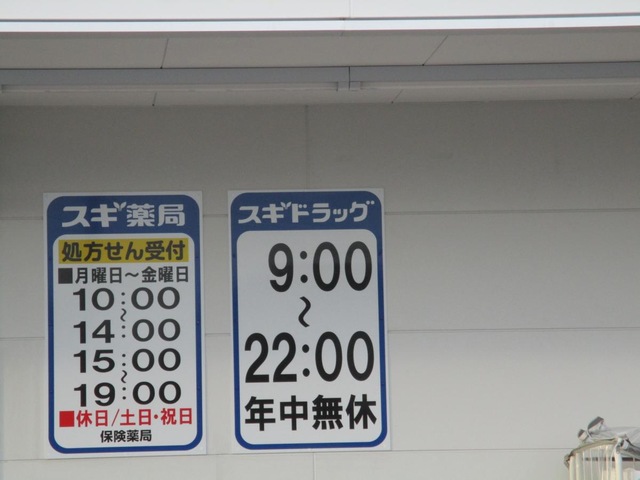 スギ薬局
処方せん受付
■月曜日～金曜日
10:00
～
14:00
15:00
～
19:00
■休日/土日・祝日
保険薬局
スギドラッグ
9:00
～
22:00
年中無休